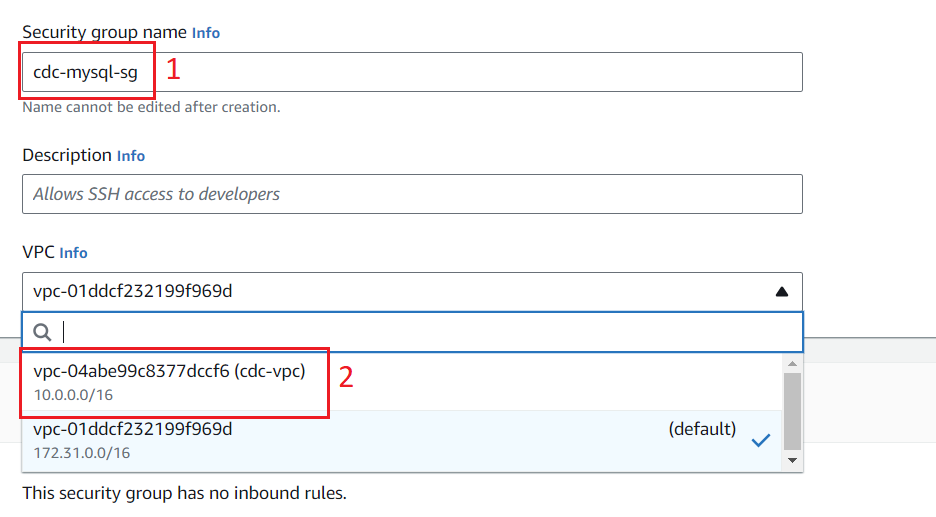 Security group name Info
cdc-mysql-sg 1
Name cannot be edited after creation.
Description Info
Allows SSH access to developers
VPC Info
vpc-01ddcf232199f969d
vpc-04abe99c8377dccf6 (cdc-vpc) 2
10.0.0.0/16
vpc-01ddcf232199f969d (default)
172.31.0.0/16
This security group has no inbound rules.